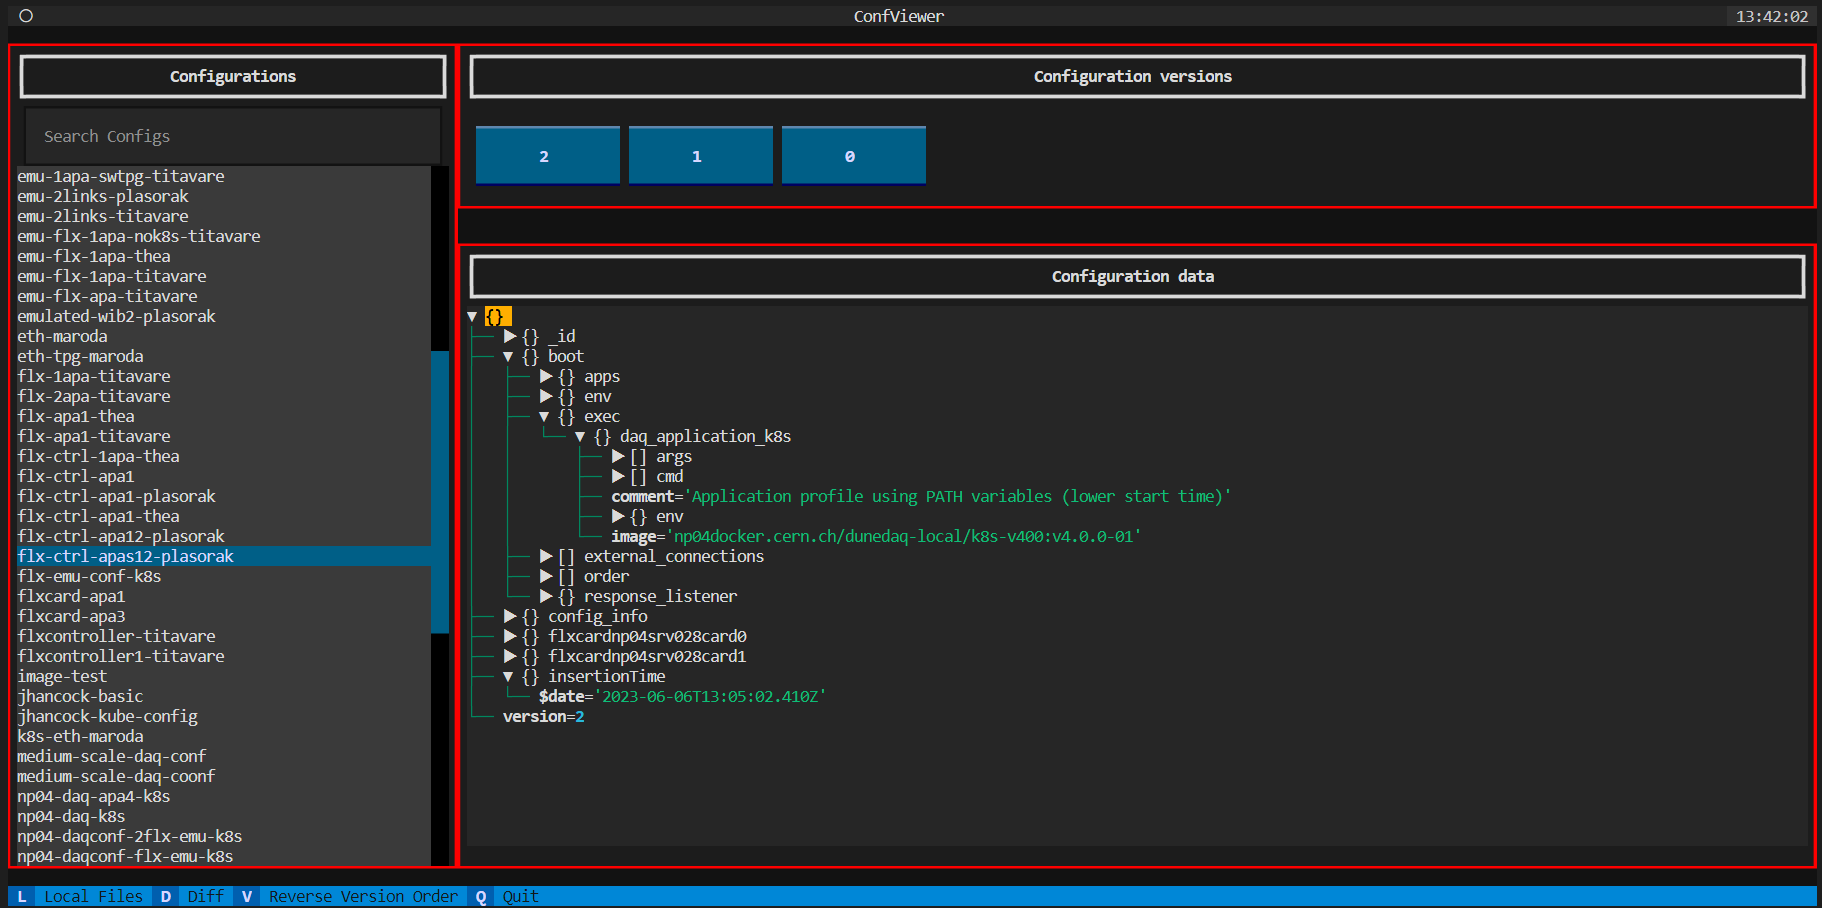 ConfViewer
13:42:02
Configurations
Search Configs
emu-1apa-swtpg-titavare
emu-2links-plasorak
emu-2links-titavare
emu-flx-1apa-nok8s-titavare
emu-flx-1apa-thea
emu-flx-1apa-titavare
emu-flx-apa-titavare
emulated-wib2-plasorak
eth-maroda
eth-tpg-maroda
flx-1apa-titavare
flx-2apa-titavare
flx-apa1-thea
flx-apa1-titavare
flx-ctrl-1apa-thea
flx-ctrl-apa1
flx-ctrl-apa1-plasorak
flx-ctrl-apa1-thea
flx-ctrl-apa12-plasorak
flx-ctrl-apas12-plasorak
flx-emu-conf-k8s
flxcard-apa1
flxcard-apa3
flxcontroller-titavare
flxcontroller1-titavare
image-test
jhancock-basic
jhancock-kube-config
k8s-eth-maroda
medium-scale-daq-conf
medium-scale-daq-coonf
np04-daq-apa4-k8s
np04-daq-k8s
np04-daqconf-2flx-emu-k8s
np04-daqconf-flx-emu-k8s
Configuration versions
2 1 0
Configuration data
▼ {}
▶ {} _id
▼ {} boot
▶ {} apps
▶ {} env
▼ {} exec
▼ {} daq_application_k8s
▶ [] args
▶ [] cmd
comment='Application profile using PATH variables (lower start time)'
▶ {} env
image='np04docker.cern.ch/dunedaq-local/k8s-v400:v4.0.0-01'
▶ [] external_connections
▶ [] order
▶ {} response_listener
▶ {} config_info
▶ {} flxcardnp04srv028card0
▶ {} flxcardnp04srv028card1
▼ {} insertionTime
$date='2023-06-06T13:05:02.410Z'
version=2
L Local Files D Diff V Reverse Version Order Q Quit